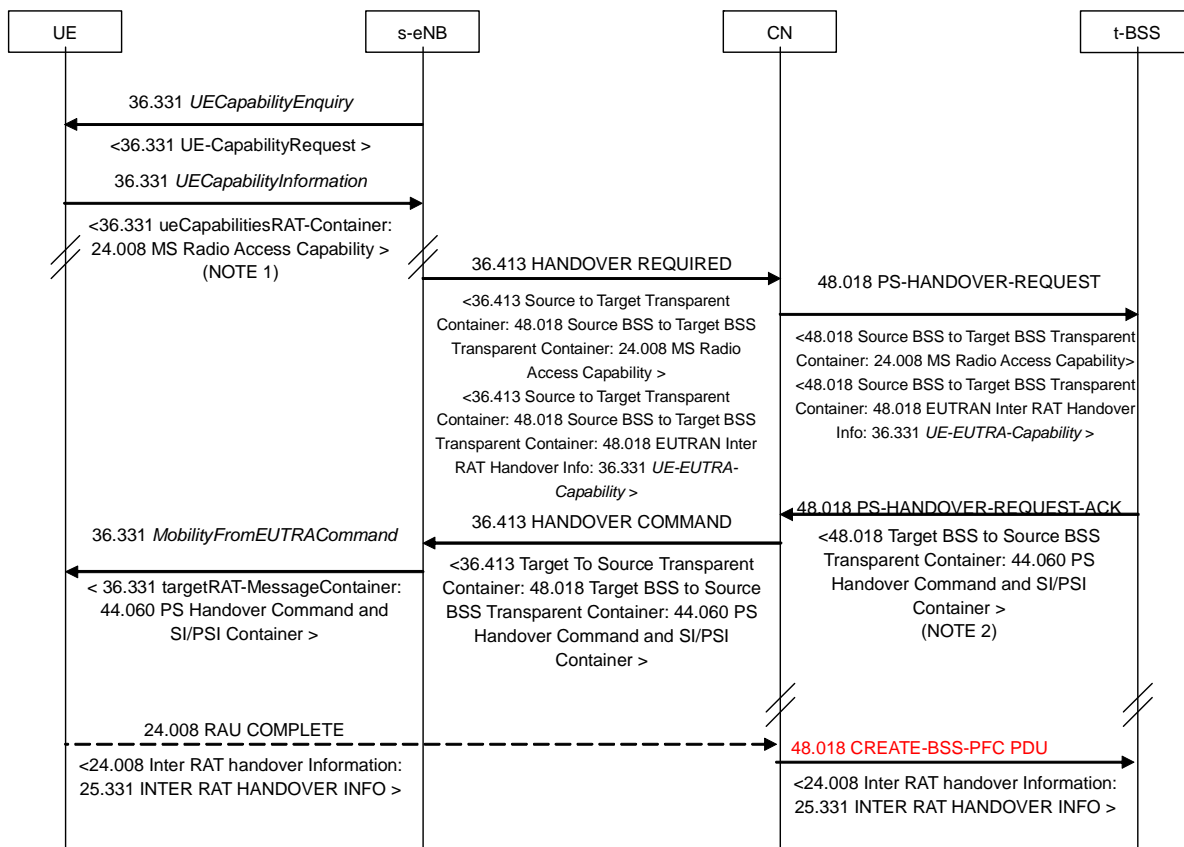 UE
s-eNB
CN
t-BSS
36.331 UECapabilityEnquiry
<36.331 UE-CapabilityRequest >
36.331 UECapabilityInformation
<36.331 ueCapabilitiesRAT-Container:
24.008 MS Radio Access Capability >
(NOTE 1)
36.413 HANDOVER REQUIRED
<36.413 Source to Target Transparent
Container: 48.018 Source BSS to Target BSS
Transparent Container: 24.008 MS Radio
Access Capability >
<36.413 Source to Target Transparent
Container: 48.018 Source BSS to Target BSS
Transparent Container: 48.018 EUTRAN Inter
RAT Handover Info: 36.331 UE-EUTRA-
Capability >
48.018 PS-HANDOVER-REQUEST
<48.018 Source BSS to Target BSS Transparent
Container: 24.008 MS Radio Access Capability>
<48.018 Source BSS to Target BSS Transparent
Container: 48.018 EUTRAN Inter RAT Handover
Info: 36.331 UE-EUTRA-Capability >
48.018 PS-HANDOVER-REQUEST-ACK
<48.018 Target BSS to Source BSS
Transparent Container: 44.060 PS
Handover Command and SI/PSI
Container >
(NOTE 2)
36.413 HANDOVER COMMAND
<36.413 Target To Source Transparent
Container: 48.018 Target BSS to Source
BSS Transparent Container: 44.060 PS
Handover Command and SI/PSI
Container >
36.331 MobilityFromEUTRACommand
< 36.331 targetRAT-MessageContainer:
44.060 PS Handover Command and
SI/PSI Container >
24.008 RAU COMPLETE
<24.008 Inter RAT handover Information:
25.331 INTER RAT HANDOVER INFO >
48.018 CREATE-BSS-PFC PDU
<24.008 Inter RAT handover Information:
25.331 INTER RAT HANDOVER INFO >